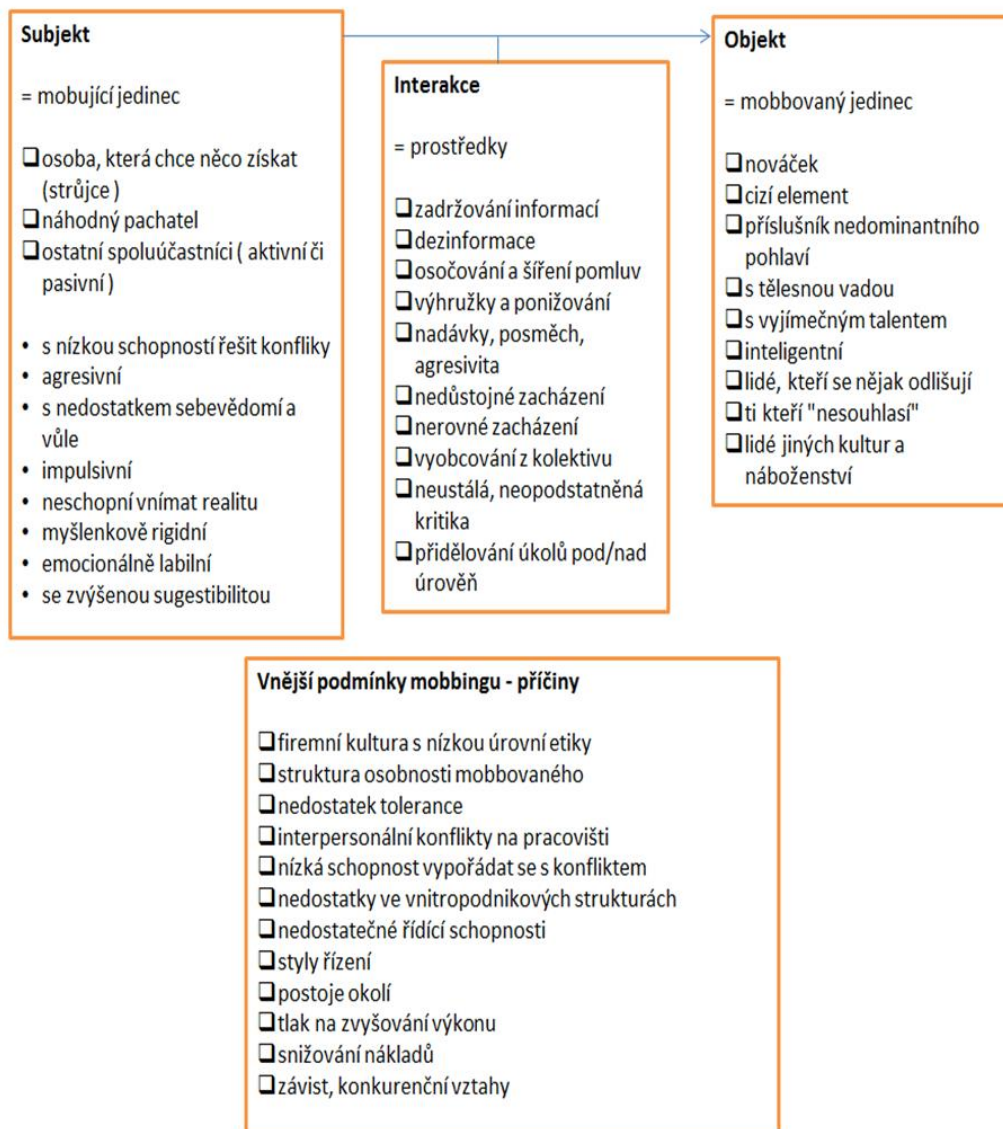 Subjekt
= mobující jedinec
❑osoba, která chce něco získat
(strůjce )
❑náhodný pachatel
❑ostatní spoluúčastníci ( aktivní či
pasivní )
• s nízkou schopností řešit konfliky
• agresivní
• s nedostatkem sebevědomí a
vůle
• impulsivní
• neschopní vnímat realitu
• myšlenkově rigidní
• emocionálně labilní
• se zvýšenou sugestibilitou
Interakce
= prostředky
❑zadržování informací
❑dezinformace
❑osočování a šíření pomluv
❑výhružky a ponižování
❑nadávky, posměch,
agresivita
❑nedůstojné zacházení
❑nerovné zacházení
❑vyobcování z kolektivu
❑neustálá, neopodstatněná
kritika
❑přidělování úkolů pod/nad
úrověň
Objekt
= mobbovaný jedinec
❑nováček
❑cizí element
❑příslušník nedominantního
pohlaví
❑s tělesnou vadou
❑s vyjímečným talentem
❑inteligentní
❑lidé, kteří se nějak odlišují
❑ti kteří "nesouhlasí"
❑lidé jiných kultur a
náboženství
Vnější podmínky mobbingu - příčiny
❑firemní kultura s nízkou úrovní etiky
❑struktura osobnosti mobbovaného
❑nedostatek tolerance
❑interpersonální konflikty na pracovišti
❑nízká schopnost vypořádat se s konfliktem
❑nedostatky ve vnitropodnikových strukturách
❑nedostatečné řídící schopnosti
❑styly řízení
❑postoje okolí
❑tlak na zvyšování výkonu
❑snižování nákladů
❑závist, konkurenční vztahy